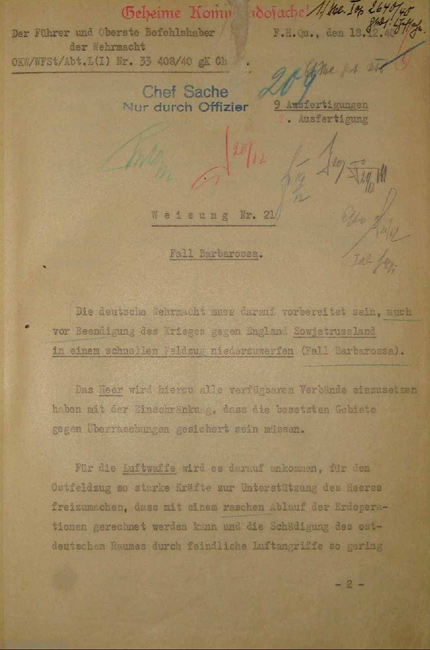 Geheime Kommandosache
Der Führer und Oberste Befehlshaber
der Wehrmacht
F.H.Qu., den 18.12.40
OKW/WFSt/Abt.L(I) Nr. 33 408/40 gK Ch
Chef Sache
Nur durch Offizier
209
9 Ausfertigungen
. Ausfertigung
Weisung Nr. 21
Fall Barbarossa.
Die deutsche Wehrmacht muss darauf vorbereitet sein, auch
vor Beendigung des Krieges gegen England Sowjetrussland
in einem schnellen Feldzug niederzuwerfen (Fall Barbarossa).
Das Heer wird hierzu alle verfügbaren Verbände einzusetzen
haben mit der Einschränkung, dass die besetzten Gebiete
gegen Überraschungen gesichert sein müssen.
Für die Luftwaffe wird es darauf ankommen, für den
Ostfeldzug so starke Kräfte zur Unterstützung des Heeres
freizumachen, dass mit einem raschen Ablauf der Erdopera-
tionen gerechnet werden kann und die Schädigung des ost-
deutschen Raumes durch feindliche Luftangriffe so gering
- 2 -